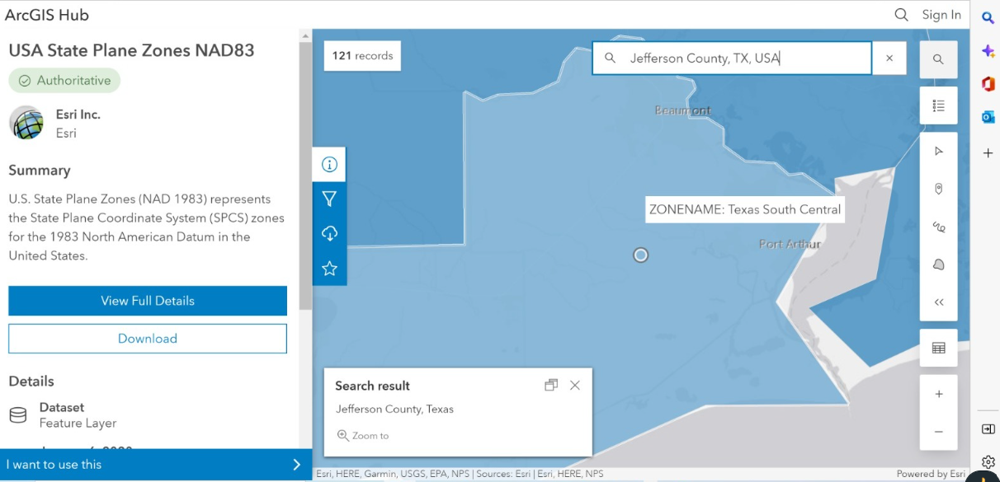 ArcGIS Hub
Sign In
USA State Plane Zones NAD83
Authoritative
Esri Inc.
Esri
Summary
U.S. State Plane Zones (NAD 1983) represents
the State Plane Coordinate System (SPCS) zones
for the 1983 North American Datum in the
United States.
View Full Details
Download
Details
Dataset
Feature Layer
I want to use this
121 records
Jefferson County, TX, USA
Beaumont
ZONENAME: Texas South Central
Port Arthur
Search result
Jefferson County, Texas
Zoom to
Esri, HERE, Garmin, USGS, EPA, NPS | Sources: Esri | Esri, HERE, NPS
Powered by Esri